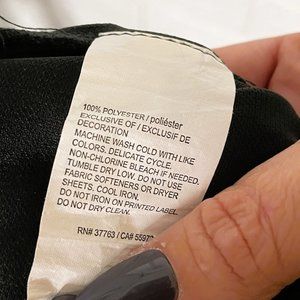 100% POLYESTER / poliéster
EXCLUSIVE OF / EXCLUSIF DE
DECORATION
MACHINE WASH COLD WITH LIKE
COLORS. DELICATE CYCLE
NON-CHLORINE BLEACH IF NEEDED.
TUMBLE DRY LOW. DO NOT USE
FABRIC SOFTENERS OR DRYER
SHEETS. COOL IRON.
DO NOT IRON ON PRINTED LABEL.
DO NOT DRY CLEAN.
RN# 37763 / CA#